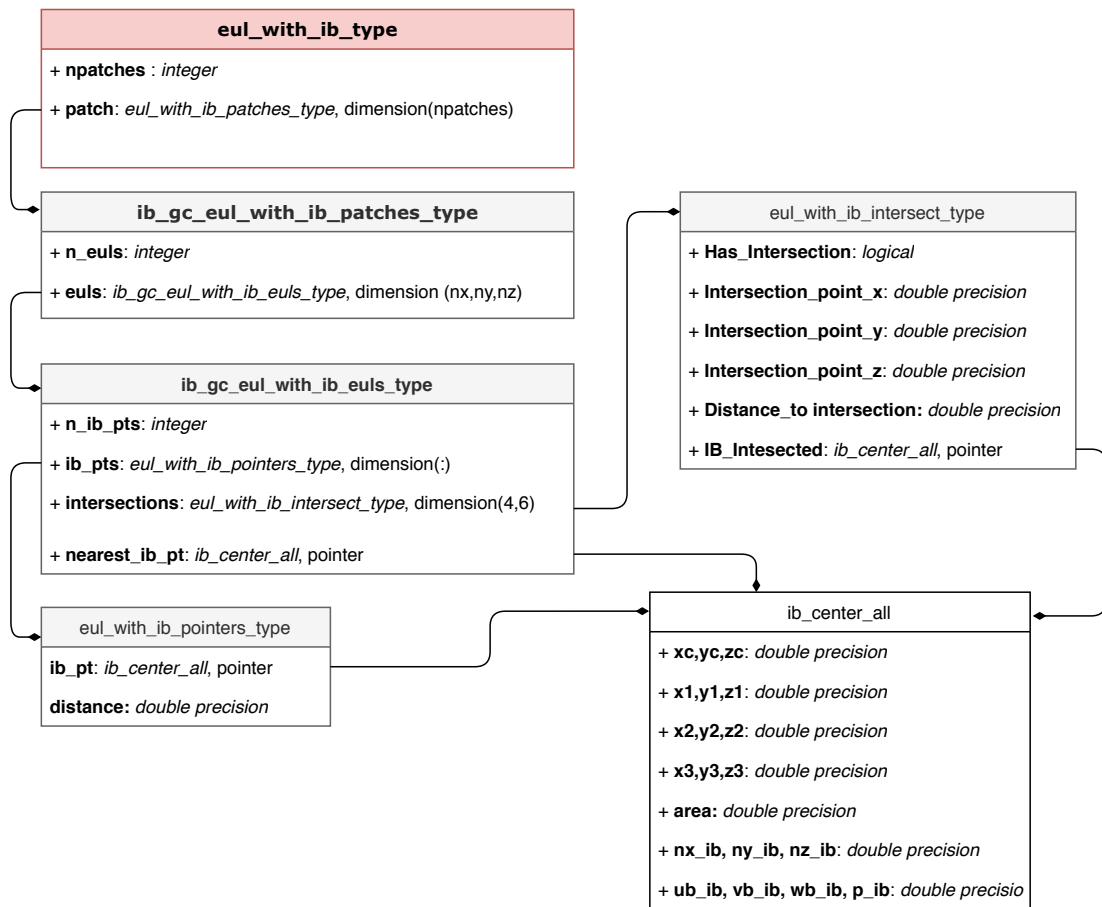 eul_with_ib_type
+ npatches : integer
+ patch: eul_with_ib_patches_type, dimension(npatches)
ib_gc_eul_with_ib_patches_type
+ n_euls: integer
+ euls: ib_gc_eul_with_ib_euls_type, dimension (nx,ny,nz)
ib_gc_eul_with_ib_euls_type
+ n_ib_pts: integer
+ ib_pts: eul_with_ib_pointers_type, dimension(:)
+ intersections: eul_with_ib_intersect_type, dimension(4,6)
+ nearest_ib_pt: ib_center_all, pointer
eul_with_ib_pointers_type
ib_pt: ib_center_all, pointer
distance: double precision
eul_with_ib_intersect_type
+ Has_Intersection: logical
+ Intersection_point_x: double precision
+ Intersection_point_y: double precision
+ Intersection_point_z: double precision
+ Distance_to intersection: double precision
+ IB_Intesected: ib_center_all, pointer
ib_center_all
+ xc,yc,zc: double precision
+ x1,y1,z1: double precision
+ x2,y2,z2: double precision
+ x3,y3,z3: double precision
+ area: double precision
+ nx_ib, ny_ib, nz_ib: double precision
+ ub_ib, vb_ib, wb_ib, p_ib: double precisio